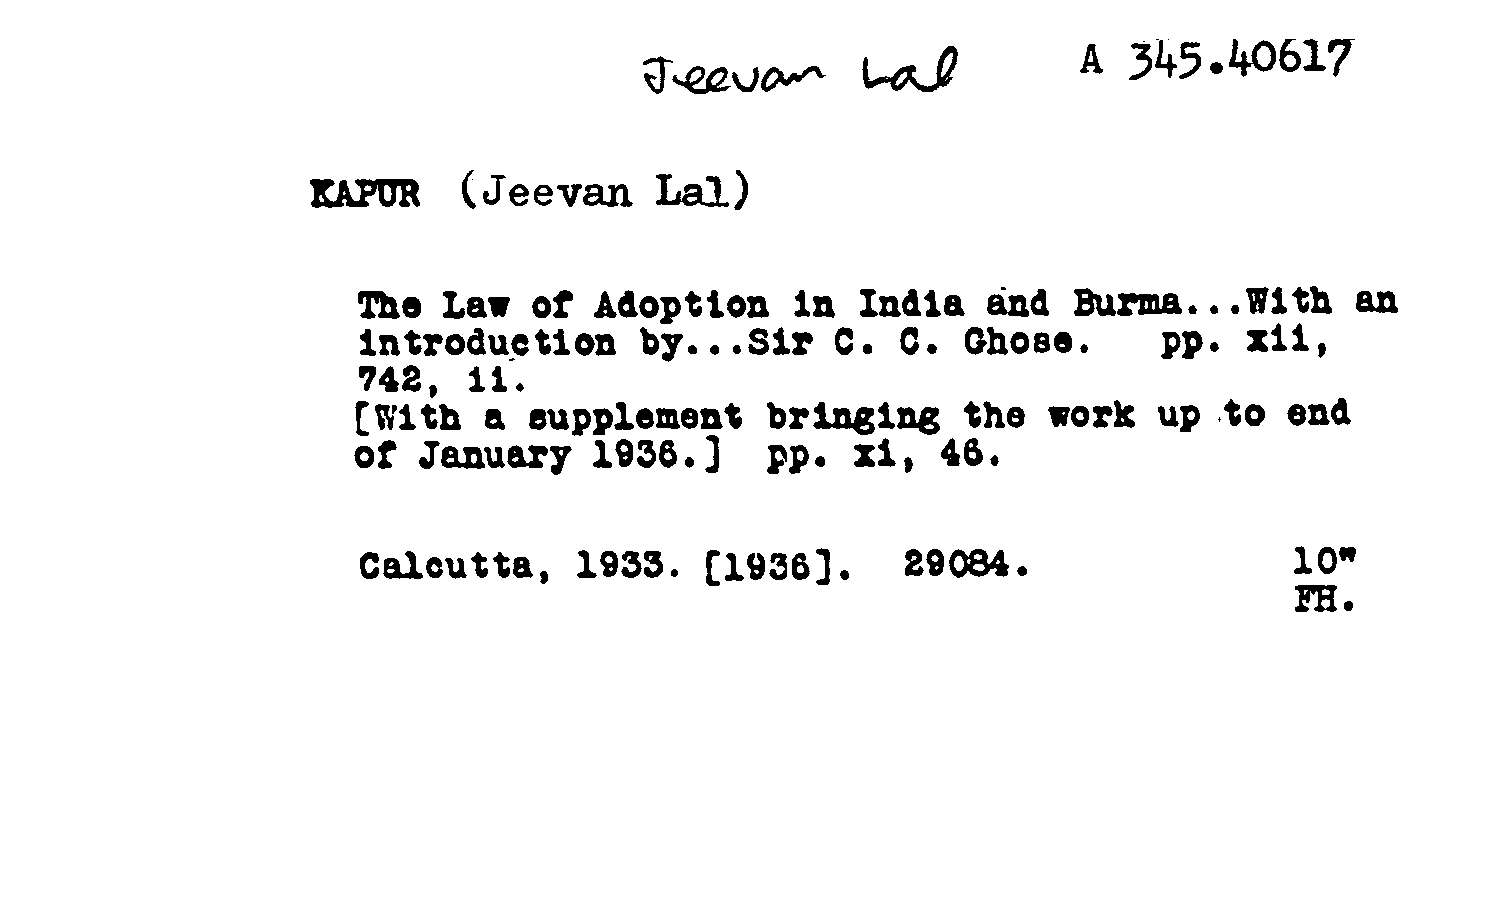 Jeevan Lal A 345.40617
KAPUR (Jeevan Lal)
The Law of Adoption in India and Burma...With an
introduction by...Sir C. C. Ghose. pp. xii,
742, ii.
[With a supplement bringing the work up to end
of January 1936.] pp. xi, 46.
Calcutta, 1933. [1936]. 29084. 10"
FH.